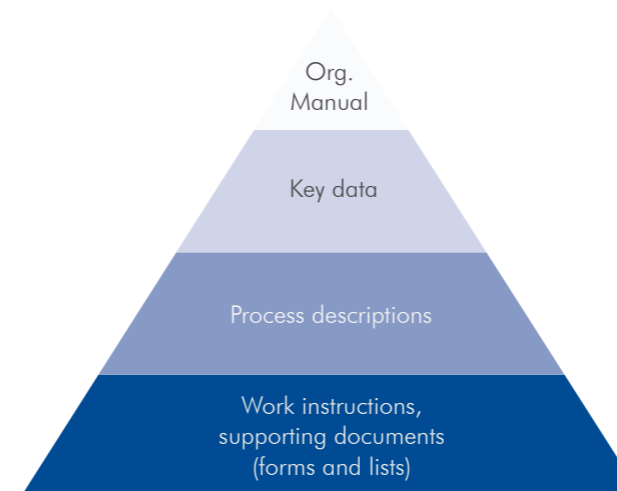 Org.
Manual
Key data
Process descriptions
Work instructions,
supporting documents
(forms and lists)